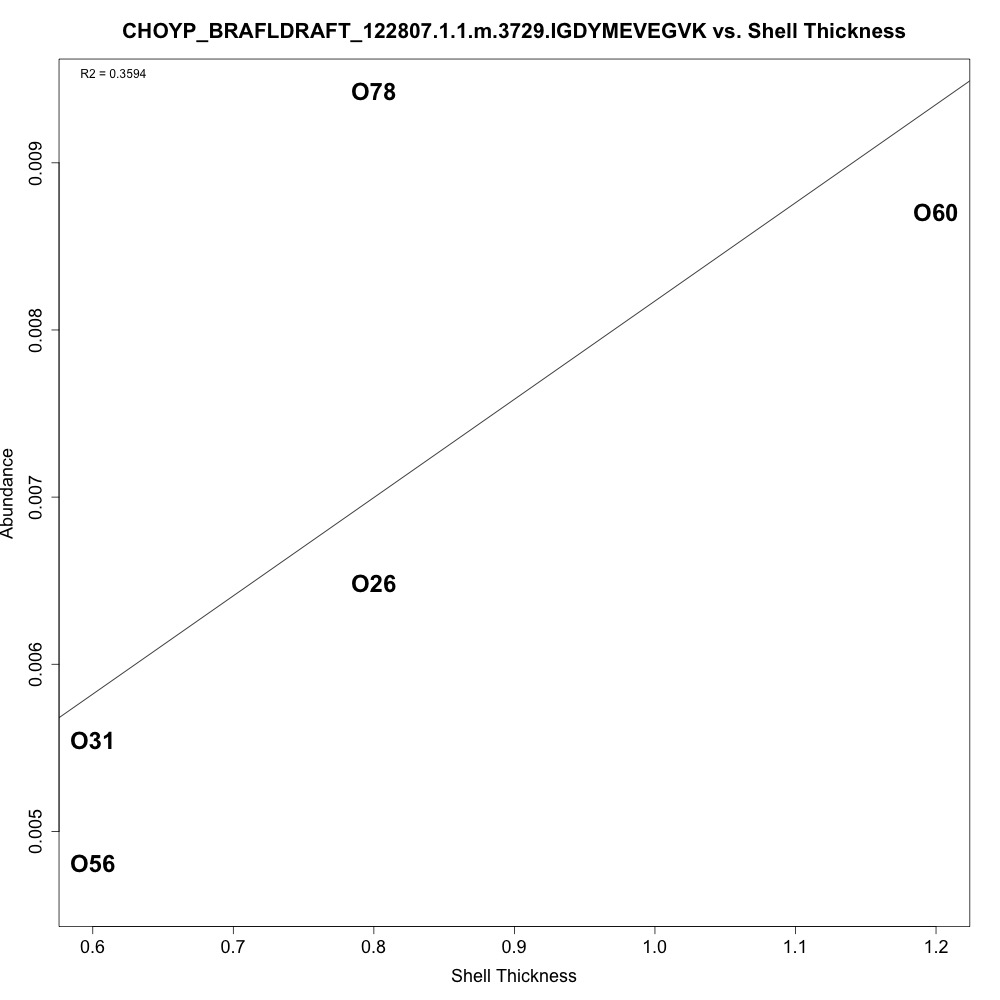 CHOYP_BRAFLDRAFT_122807.1.1.m.3729.IGDYMEVEGVK vs. Shell Thickness
R2 = 0.3594
O78
0.009
O60
0.008
Abundance
0.007
O26
0.006
O31
0.005
O56
0.6 0.7 0.8 0.9 1.0 1.1 1.2
Shell Thickness